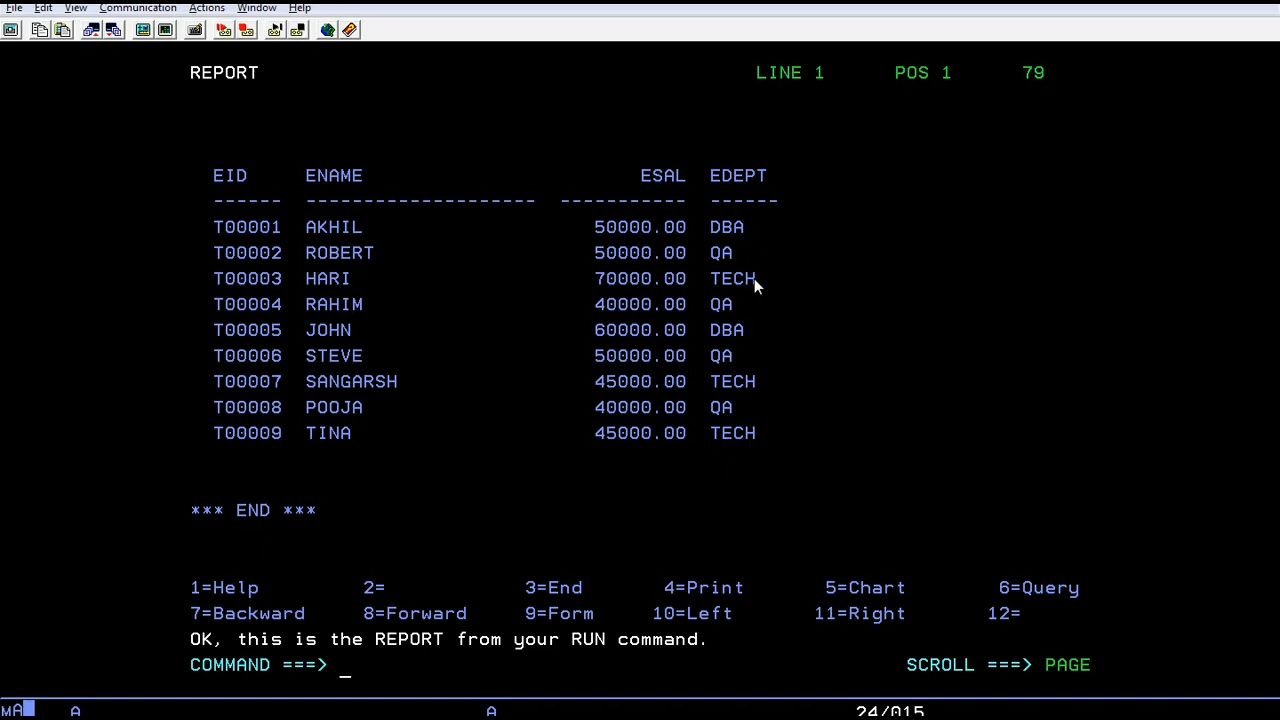 File Edit View Communication Actions Window Help
REPORT LINE 1 POS 1 79
EID ENAME ESAL EDEPT
------ -------------------- ----------- ------
T00001 AKHIL 50000.00 DBA
T00002 ROBERT 50000.00 QA
T00003 HARI 70000.00 TECH
T00004 RAHIM 40000.00 QA
T00005 JOHN 60000.00 DBA
T00006 STEVE 50000.00 QA
T00007 SANGARSH 45000.00 TECH
T00008 POOJA 40000.00 QA
T00009 TINA 45000.00 TECH
*** END ***
1=Help 2= 3=End 4=Print 5=Chart 6=Query
7=Backward 8=Forward 9=Form 10=Left 11=Right 12=
OK, this is the REPORT from your RUN command.
COMMAND ===> _ SCROLL ===> PAGE
MA A A 24/015